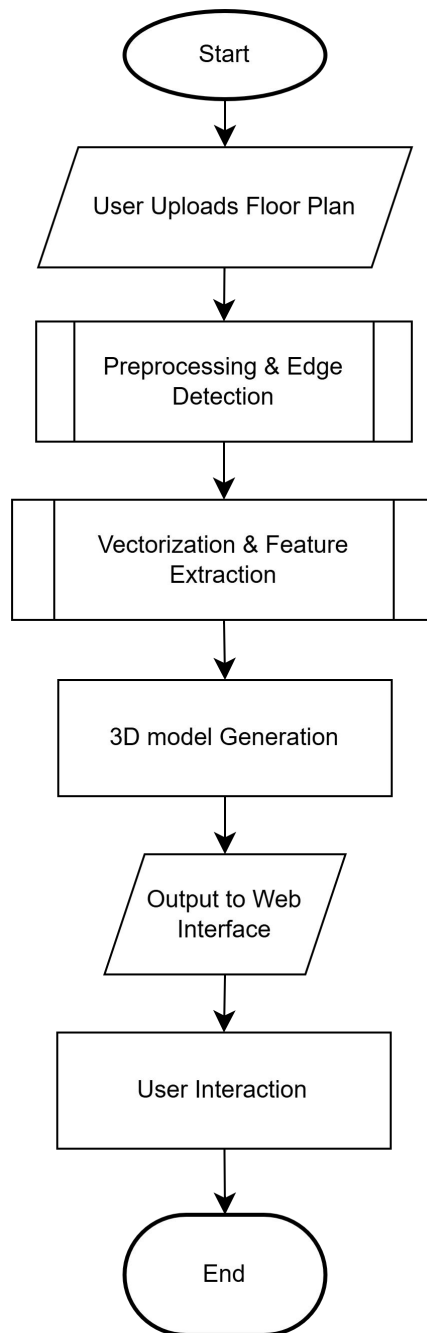 Start
User Uploads Floor Plan
Preprocessing & Edge
Detection
Vectorization & Feature
Extraction
3D model Generation
Output to Web
Interface
User Interaction
End